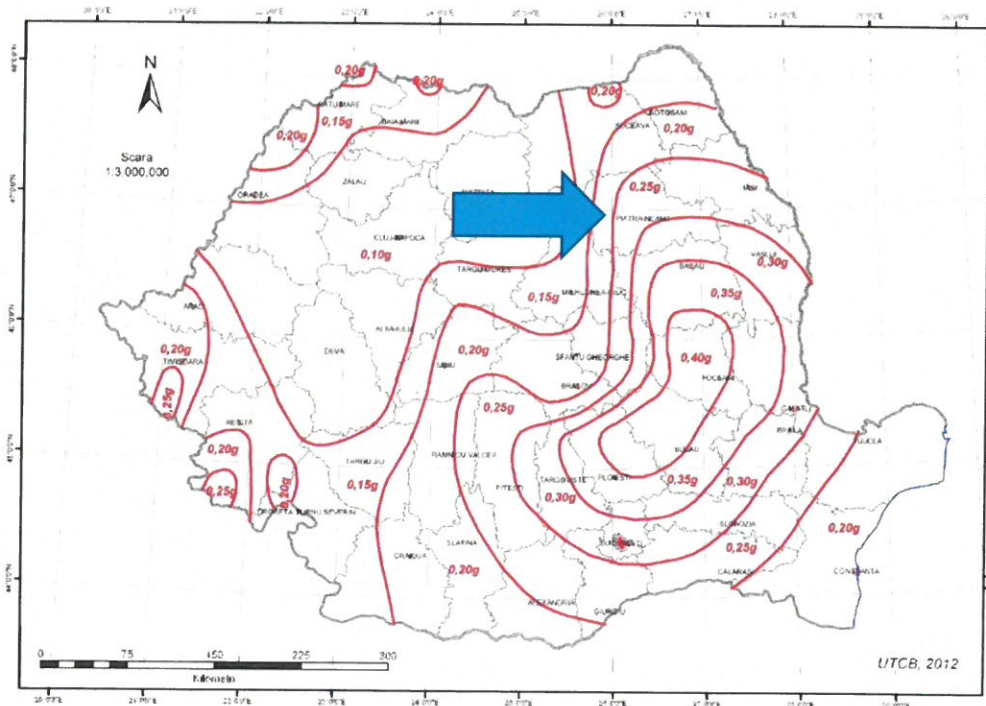 N
Scara
1:3.000.000
0,20g
0,20g
0,20g
SATU MARE
BAIA MARE
0,15g
0,20g
SUCEAVA
BOTOSANI
0,20g
ORADEA
ZALAU
0,25g
IASI
PIATRA NEAMT
CLUJ-NAPOCA
0,10g
VASLUI
0,30g
TARGU MURES
BACAU
0,15g
MIERCUREA CIUC
0,35g
ARAD
ALBA IULIA
DEVA
0,20g
TIMISOARA
0,20g
SIBIU
SFANTU GHEORGHE
0,40g
FOCSANI
BRASOV
0,25g
0,25g
GALATI
RESITA
BRAILA
TULCEA
0,20g
RAMNICU VALCEA
BUZAU
TARGU JIU
0,25g
0,20g
0,15g
PITESTI
TARGOVISTE
PLOIESTI
0,30g
0,35g
0,30g
DROBETA TURNU SEVERIN
SLOBOZIA
0,20g
BUCURESTI
0,25g
SLATINA
CRAIOVA
0,20g
CALARASI
CONSTANTA
ALEXANDRIA
GIURGIU
0
75
150
225
300
Kilometri
UTCB, 2012